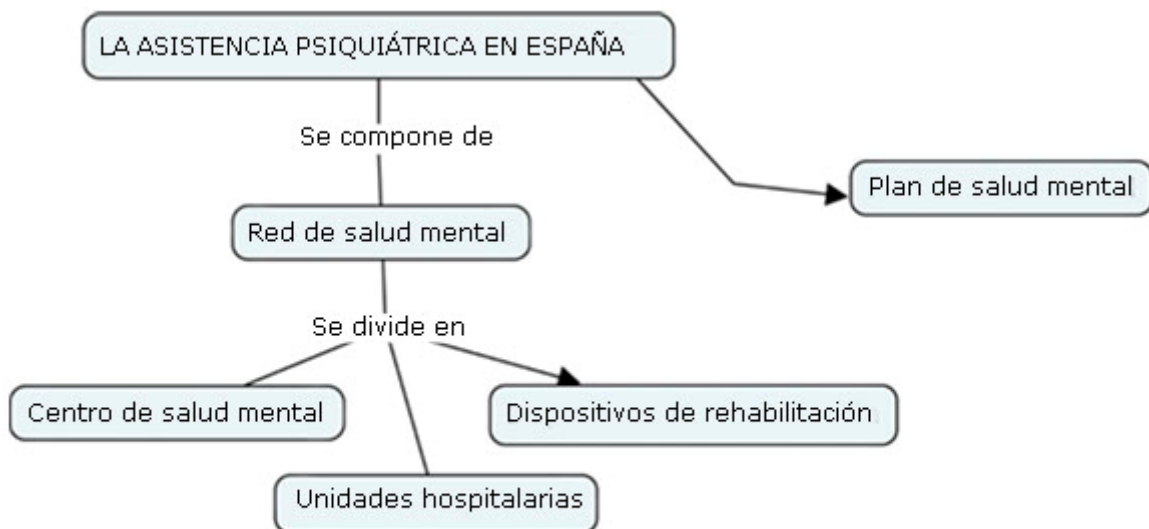 LA ASISTENCIA PSIQUIÁTRICA EN ESPAÑA
Se compone de
Plan de salud mental
Red de salud mental
Se divide en
Centro de salud mental
Dispositivos de rehabilitación
Unidades hospitalarias